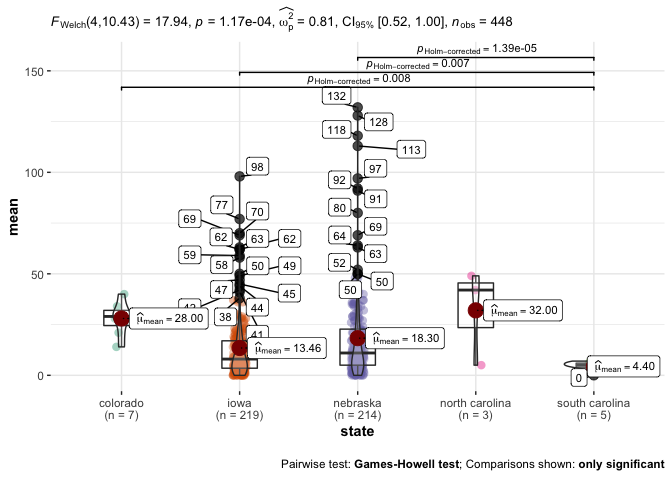 F_Welch(4,10.43) = 17.94, p = 1.17e-04, ω̂²_p = 0.81, CI_95% [0.52, 1.00], n_obs = 448
p_Holm-corrected = 1.39e-05
p_Holm-corrected = 0.007
p_Holm-corrected = 0.008
150
100
50
0
mean
132
128
118
113
98
97
92
91
77
80
70
69
69
62
63
62
64
63
59
58
50
49
52
50
47
45
50
44
38
41
μ̂_mean = 28.00
μ̂_mean = 13.46
μ̂_mean = 18.30
μ̂_mean = 32.00
μ̂_mean = 4.40
0
colorado
(n = 7)
iowa
(n = 219)
nebraska
(n = 214)
north carolina
(n = 3)
south carolina
(n = 5)
state
Pairwise test: Games-Howell test; Comparisons shown: only significant